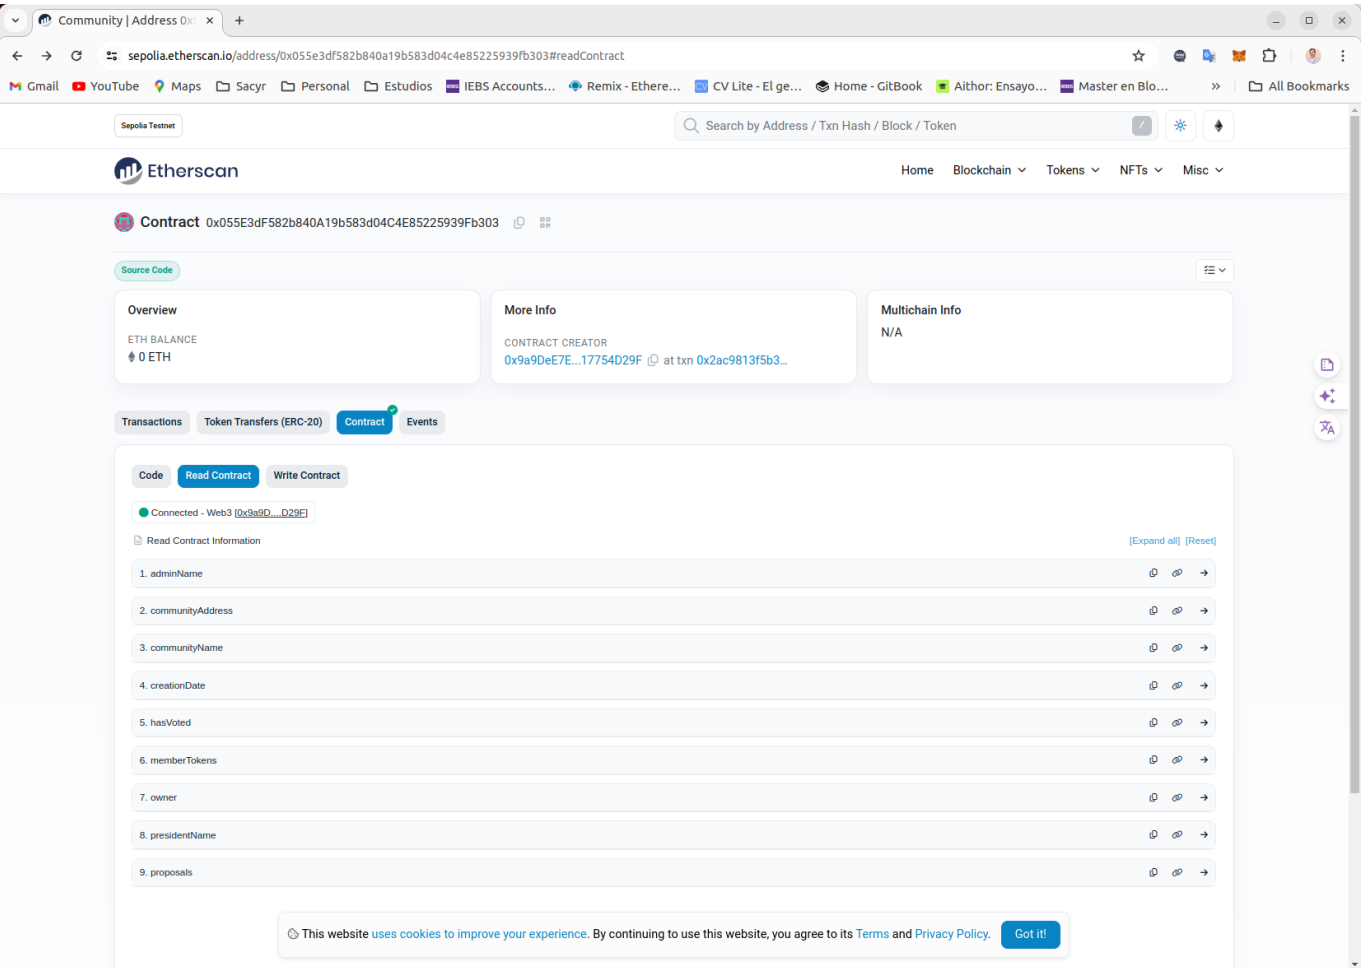 Community | Address 0x
sepolia.etherscan.io/address/0x055e3df582b840a19b583d04c4e85225939fb303#readContract
Gmail YouTube Maps Sacyr Personal Estudios IEBS Accounts... Remix - Ethere... CV Lite - El ge... Home - GitBook Aithor: Ensayo... Master en Blo... » All Bookmarks
Sepolia Testnet
Search by Address / Txn Hash / Block / Token /
Etherscan
Home Blockchain Tokens NFTs Misc
Contract 0x055E3dF582b840A19b583d04C4E85225939Fb303
Source Code
Overview
ETH BALANCE
0 ETH
More Info
CONTRACT CREATOR
0x9a9DeE7E...17754D29F at txn 0x2ac9813f5b3...
Multichain Info
N/A
Transactions Token Transfers (ERC-20) Contract Events
Code Read Contract Write Contract
Connected - Web3 [0x9a9D....D29F]
Read Contract Information [Expand all] [Reset]
1. adminName
2. communityAddress
3. communityName
4. creationDate
5. hasVoted
6. memberTokens
7. owner
8. presidentName
9. proposals
This website uses cookies to improve your experience. By continuing to use this website, you agree to its Terms and Privacy Policy. Got it!